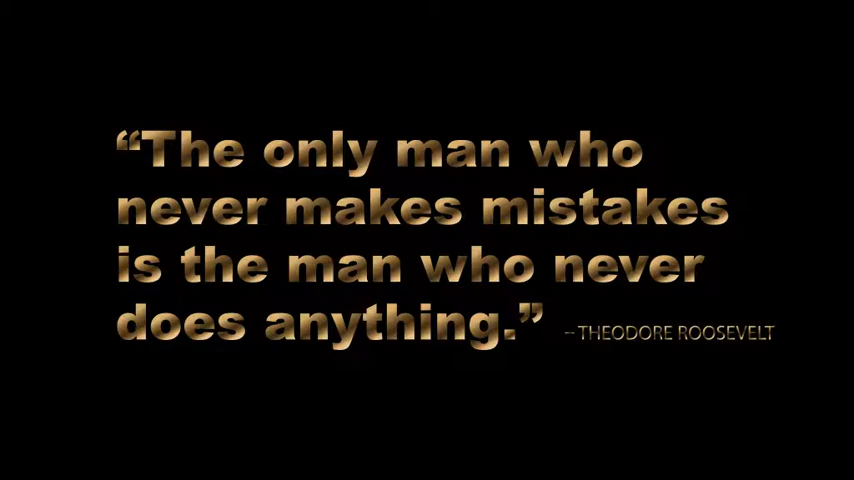 “The only man who
never makes mistakes
is the man who never
does anything.” -- THEODORE ROOSEVELT